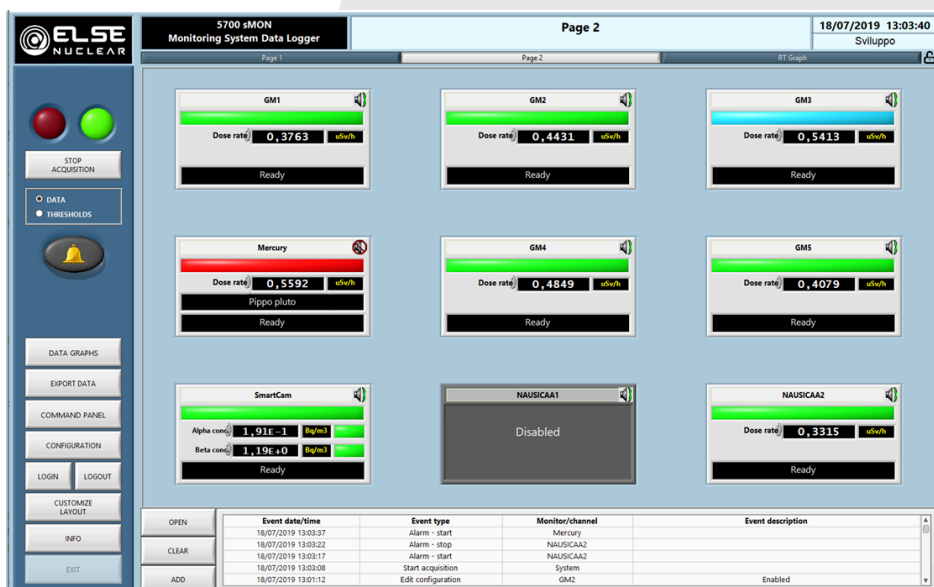 ELSE
NUCLEAR
5700 sMON
Monitoring System Data Logger
Page 2
18/07/2019 13:03:40
Sviluppo
Page 1
Page 2
RT Graph
STOP
ACQUISITION
DATA
THRESHOLDS
DATA GRAPHS
EXPORT DATA
COMMAND PANEL
CONFIGURATION
LOGIN LOGOUT
CUSTOMIZE
LAYOUT
INFO
EXIT
GM1
Dose rate 0,3763 uSv/h
Ready
GM2
Dose rate 0,4431 uSv/h
Ready
GM3
Dose rate 0,5413 uSv/h
Ready
Mercury
Dose rate 0,5592 uSv/h
Pippo pluto
Ready
GM4
Dose rate 0,4849 uSv/h
Ready
GM5
Dose rate 0,4079 uSv/h
Ready
SmartCam
Alpha conc 1,91E-1 Bq/m3
Beta conc 1,19E+0 Bq/m3
Ready
NAUSICAA1
Disabled
NAUSICAA2
Dose rate 0,3315 uSv/h
Ready
OPEN
CLEAR
ADD
Event date/time Event type Monitor/channel Event description
18/07/2019 13:03:37 Alarm - start Mercury
18/07/2019 13:03:22 Alarm - stop NAUSICAA2
18/07/2019 13:03:17 Alarm - start NAUSICAA2
18/07/2019 13:03:08 Start acquisition System
18/07/2019 13:01:12 Edit configuration GM2 Enabled